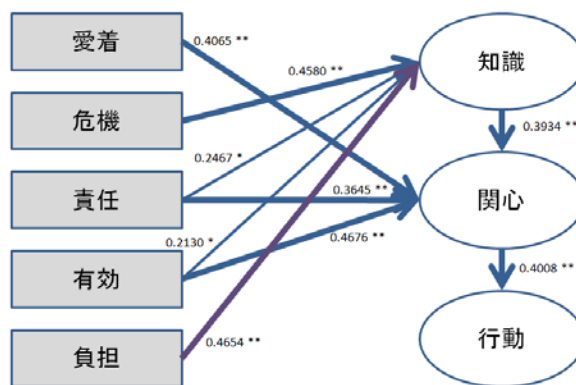 愛着
0.4065 **
知識
0.4580 **
危機
0.3934 **
0.2467 *
責任
0.3645 **
関心
0.2130 *
0.4676 **
有効
0.4008 **
負担
0.4654 **
行動